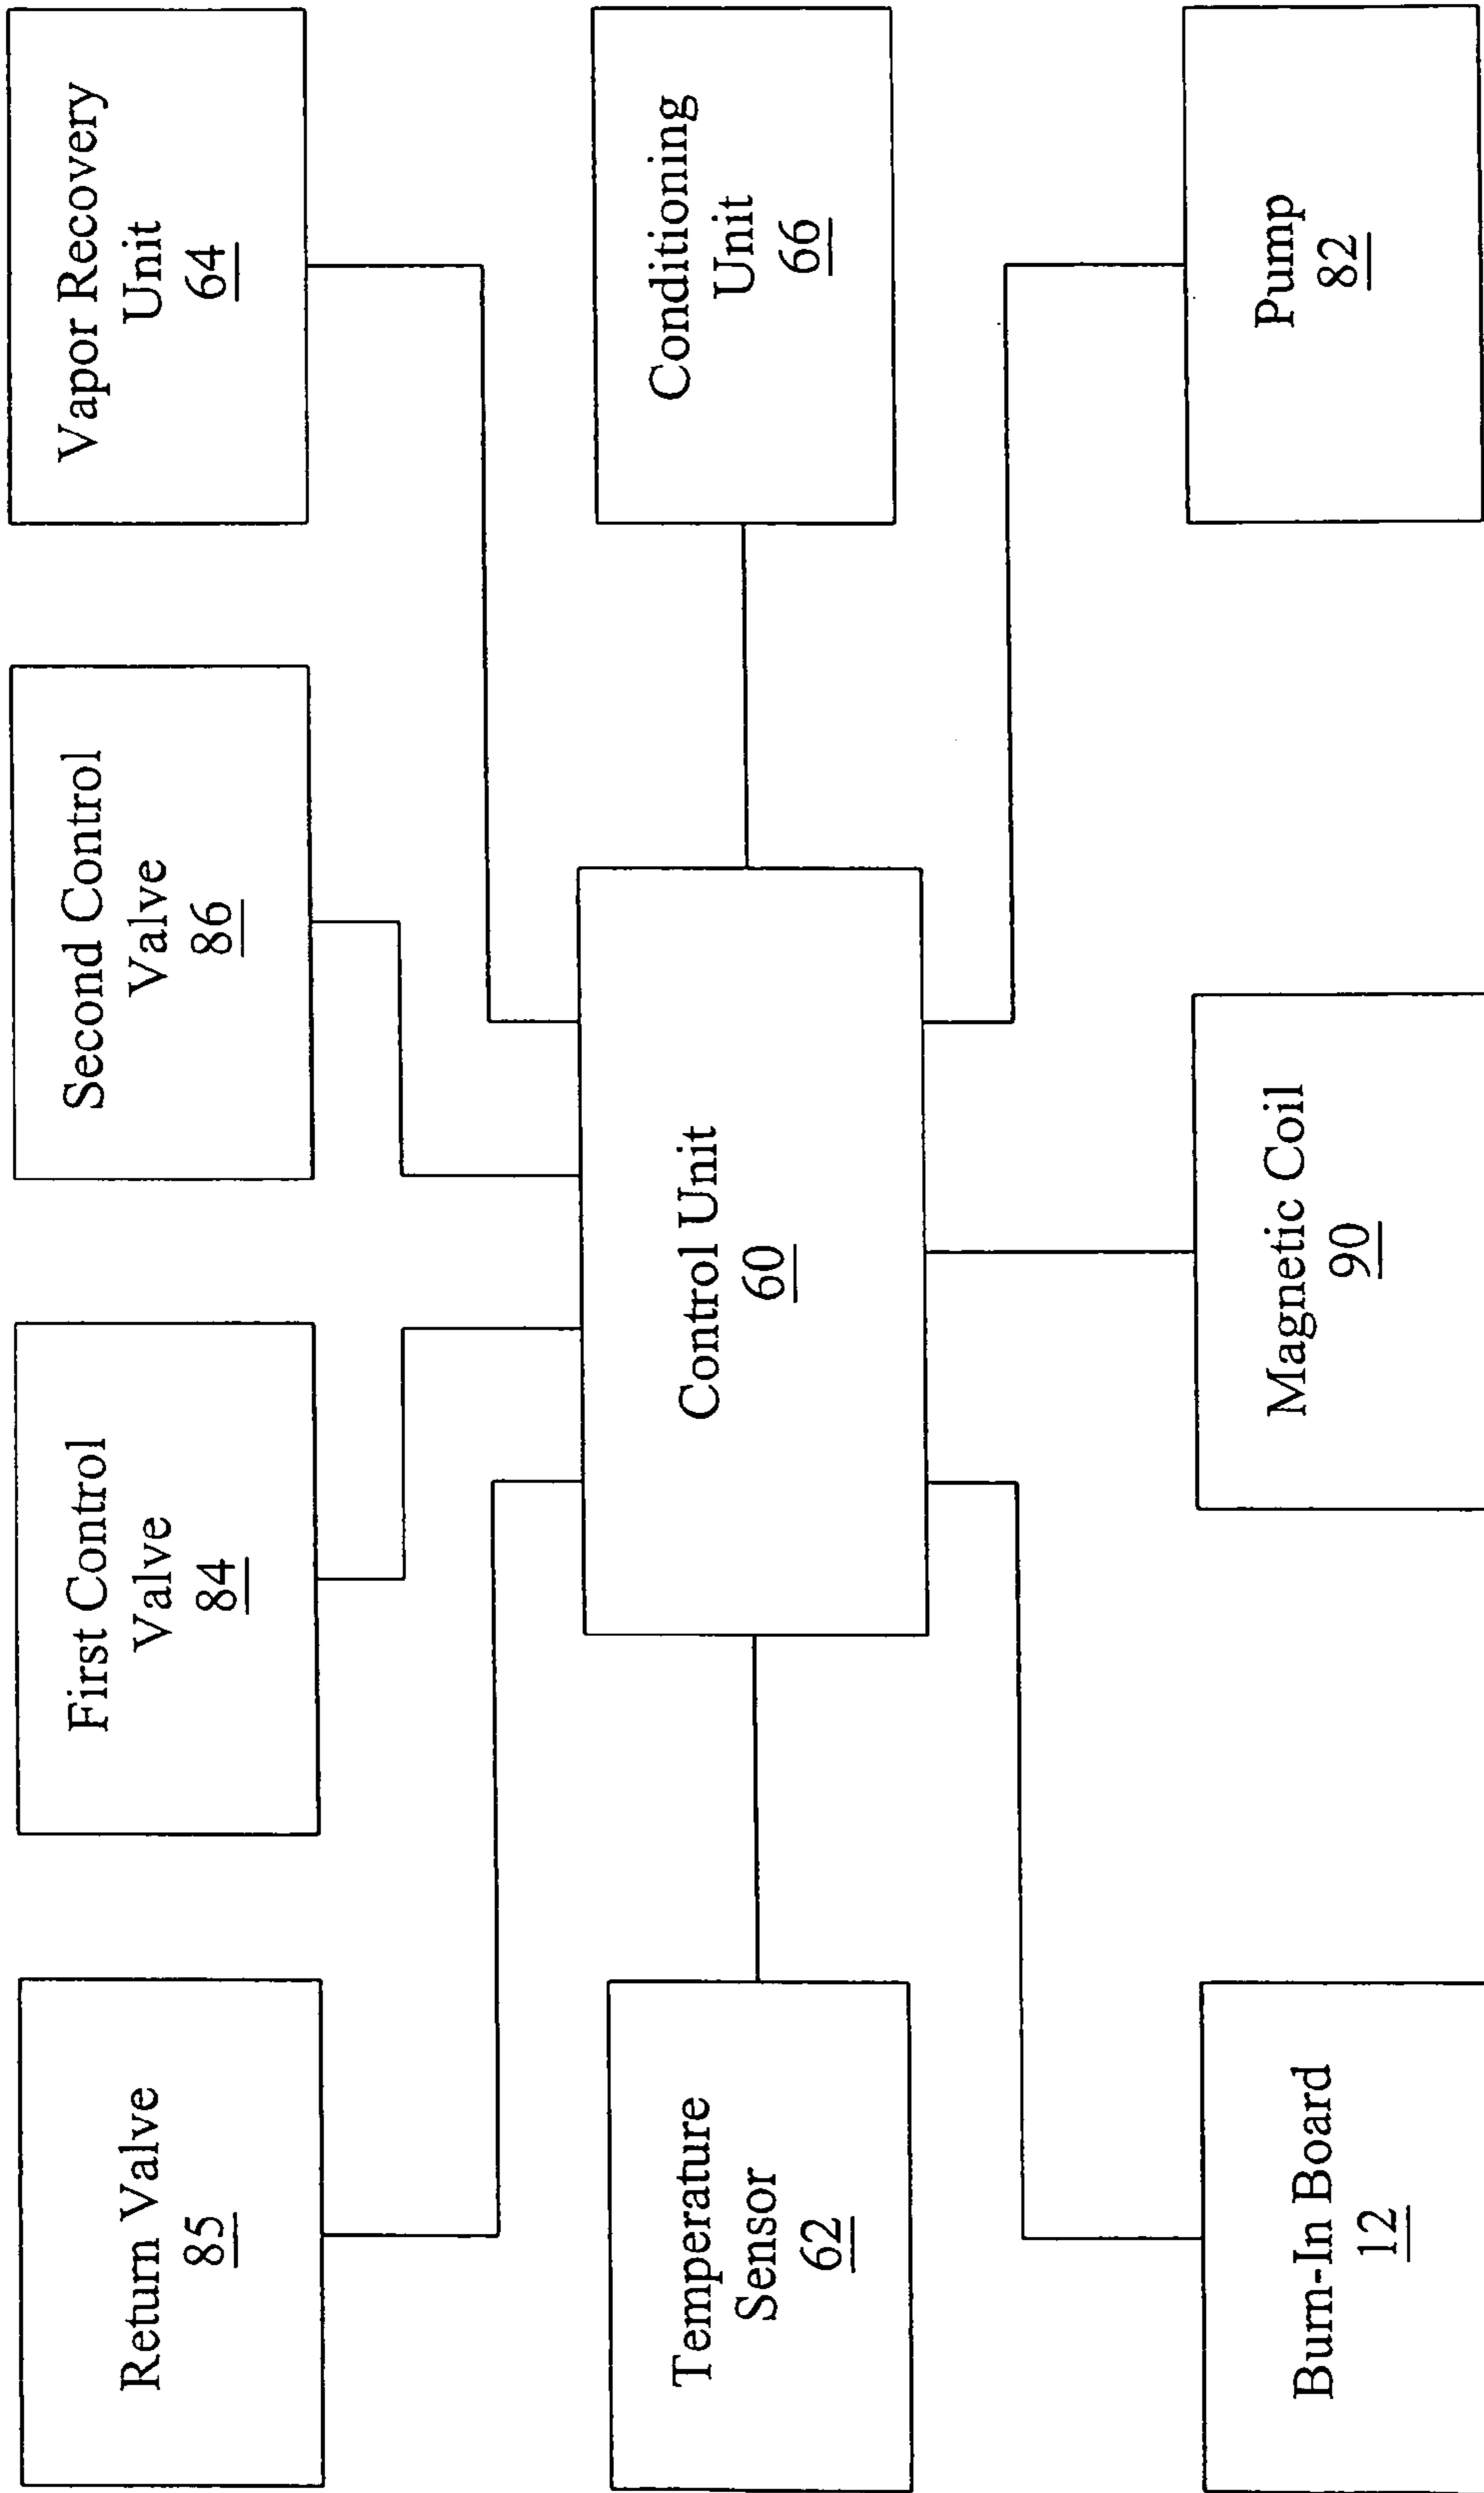 Return Valve
85
First Control
Valve
84
Second Control
Valve
86
Vapor Recovery
Unit
64
Temperature
Sensor
62
Control Unit
60
Conditioning
Unit
66
Burn-In Board
12
Magnetic Coil
90
Pump
82